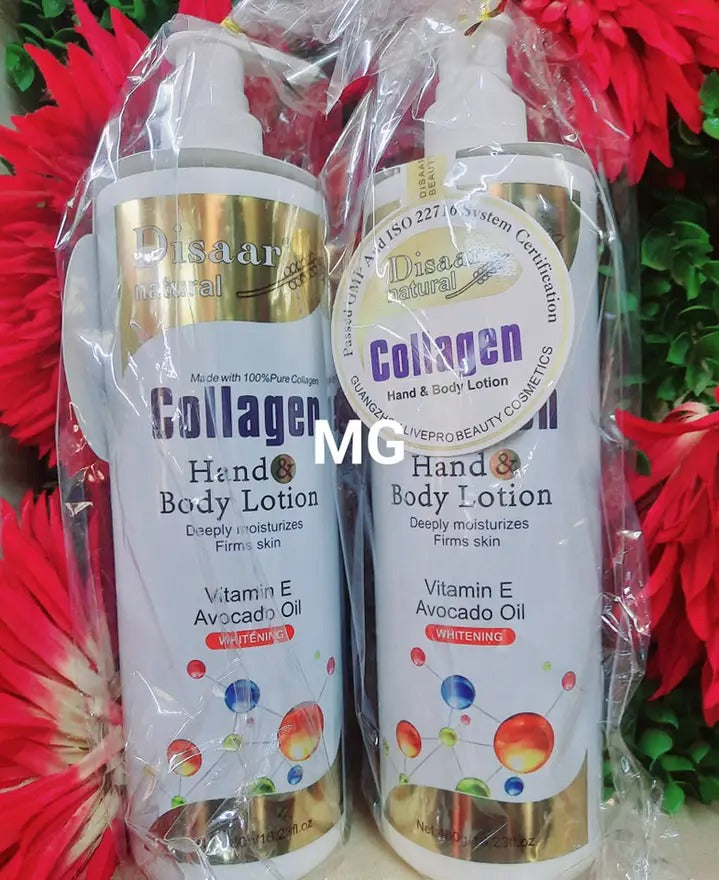 Disaar
natural
Made with 100%Pure Collagen
Collagen
Hand &
Body Lotion
Deeply moisturizes
Firms skin
Vitamin E
Avocado Oil
WHITENING
DISAAR
BEAUTY
Passed GMP And ISO 22716 System Certification
Disaar
natural
Collagen
Hand & Body Lotion
LIVEPRO BEAUTY COSMETICS
MG
Hand &
Body Lotion
Deeply moisturizes
Firms skin
Vitamin E
Avocado Oil
WHITENING